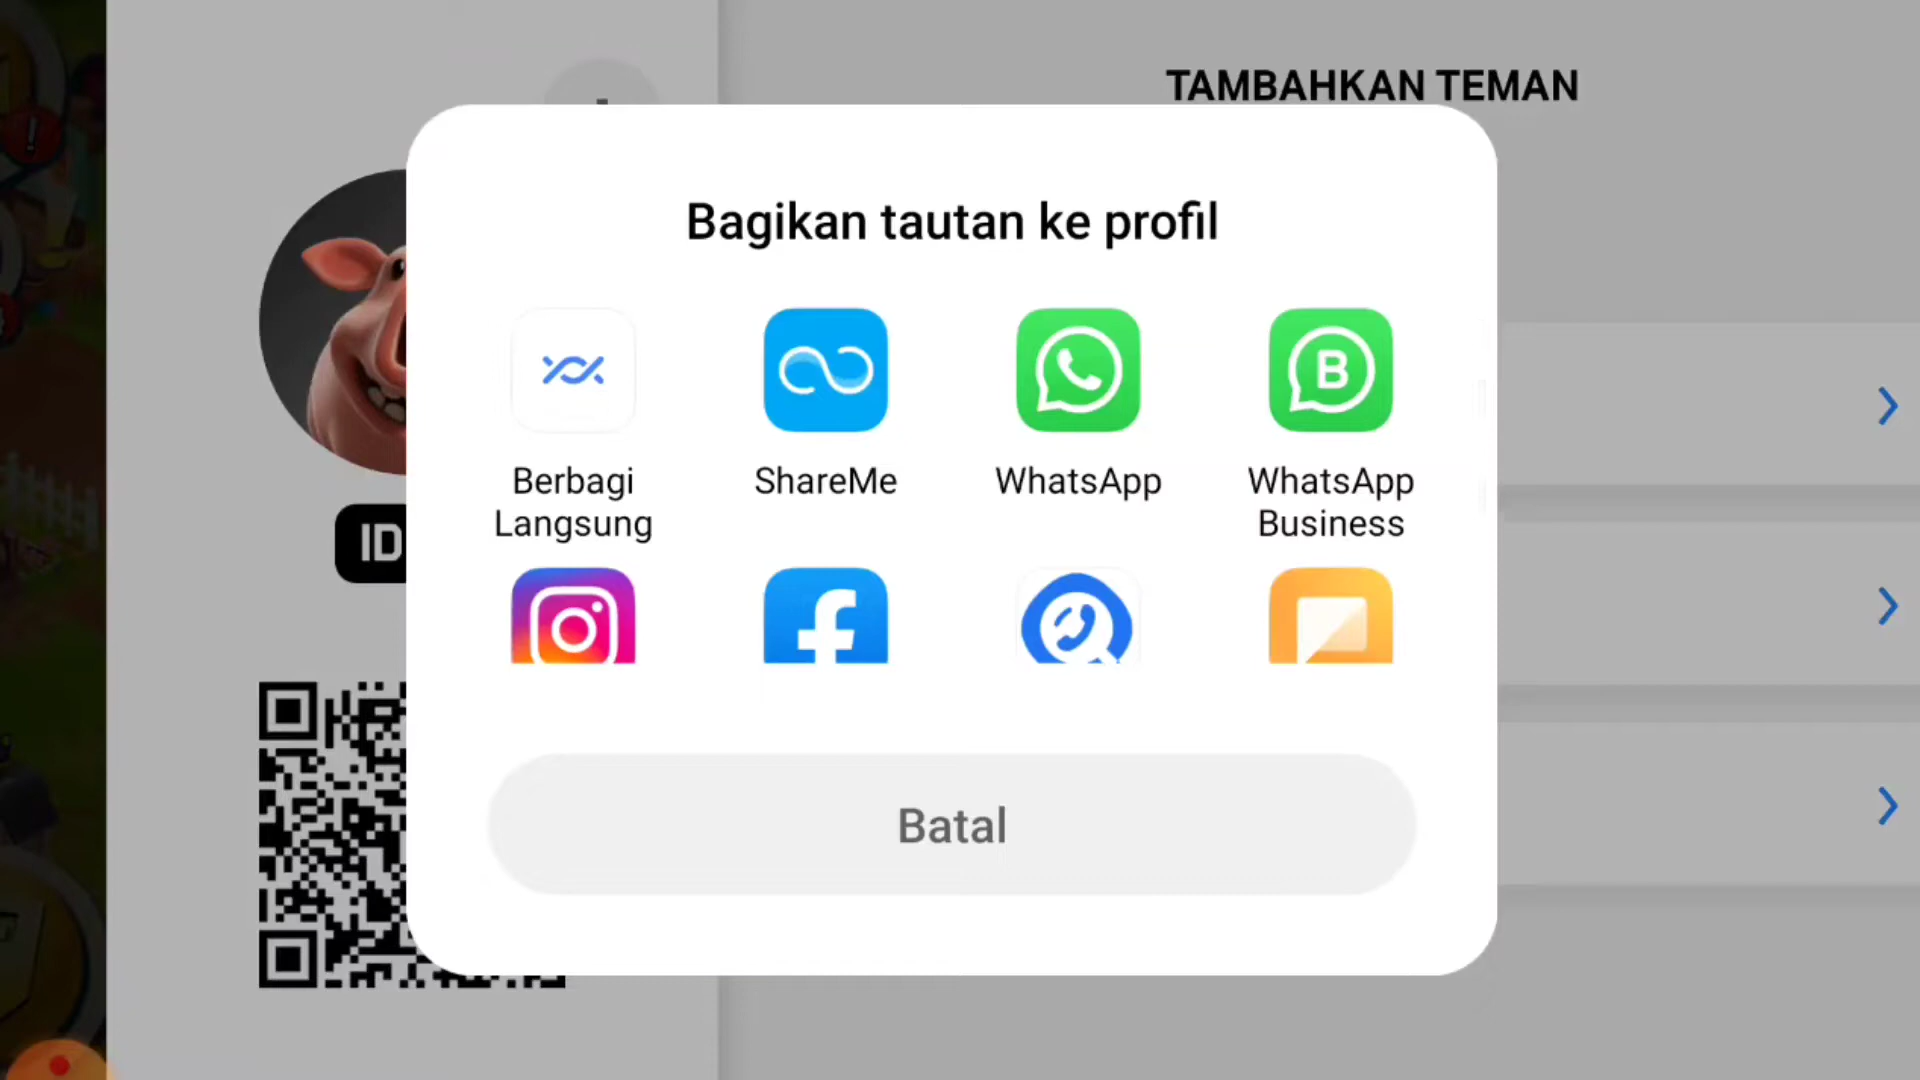 TAMBAHKAN TEMAN
Bagikan tautan ke profil
Berbagi
Langsung
ShareMe
WhatsApp
WhatsApp
Business
ID
Batal